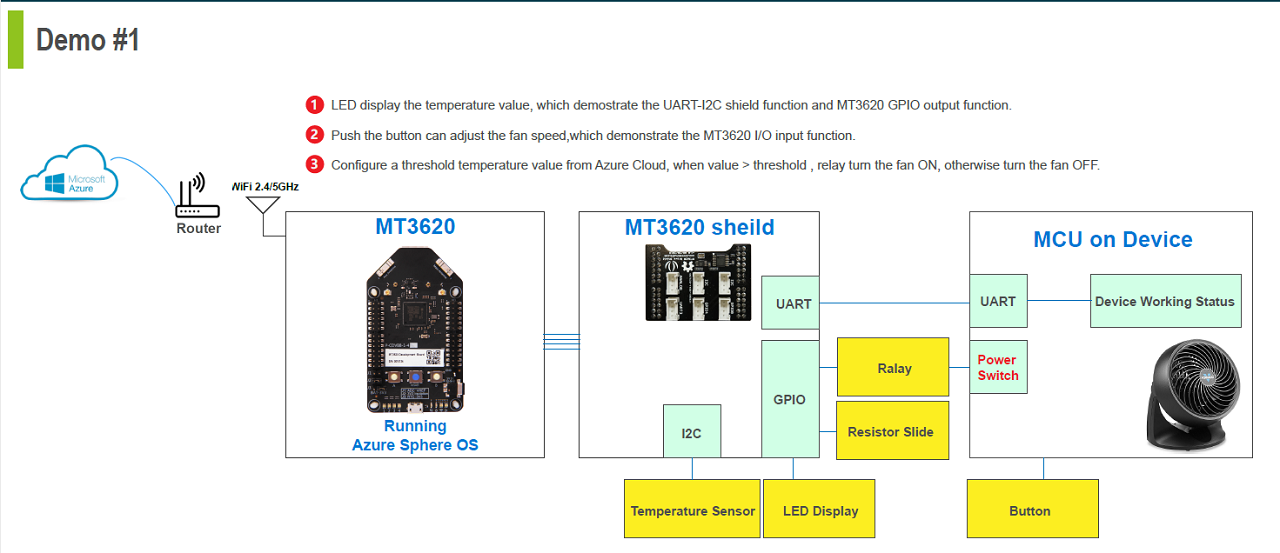 Demo #1
1 LED display the temperature value, which demostrate the UART-I2C shield function and MT3620 GPIO output function.
2 Push the button can adjust the fan speed,which demonstrate the MT3620 I/O input function.
3 Configure a threshold temperature value from Azure Cloud, when value > threshold , relay turn the fan ON, otherwise turn the fan OFF.
Microsoft
Azure
WiFi 2.4/5GHz
Router
MT3620
Running
Azure Sphere OS
MT3620 sheild
UART
GPIO
I2C
Ralay
Resistor Slide
Temperature Sensor
LED Display
MCU on Device
UART
Device Working Status
Power
Switch
Button